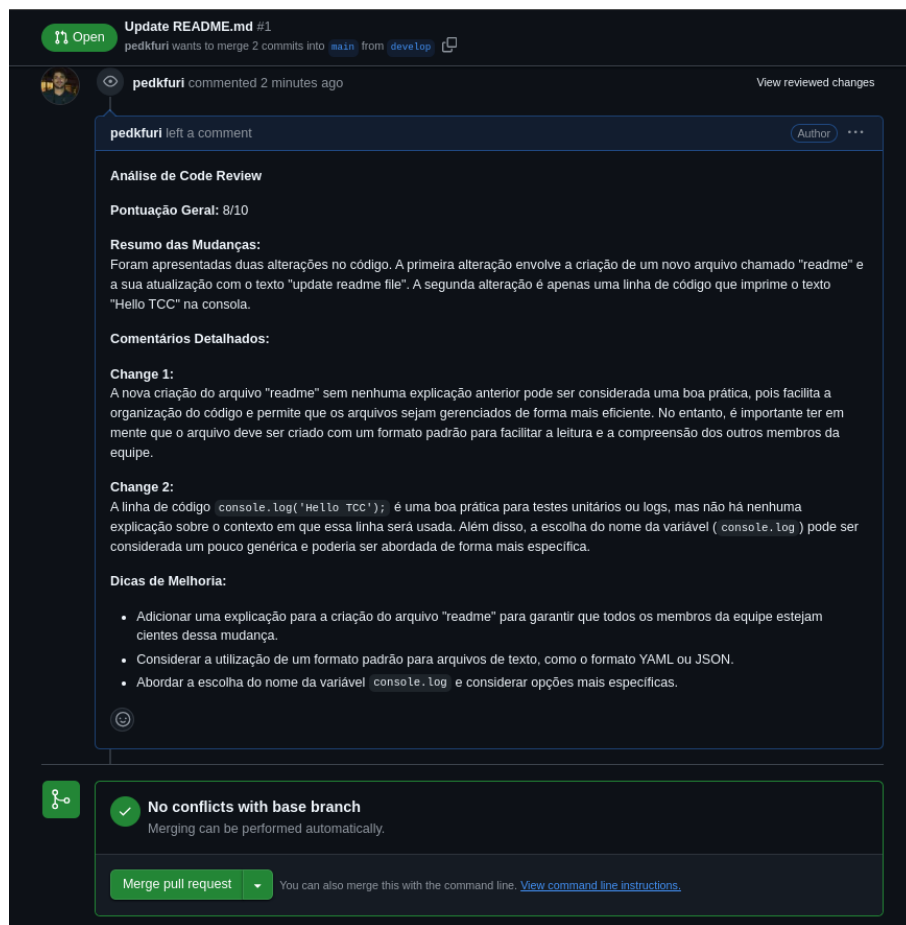 Open
Update README.md #1
pedkfuri wants to merge 2 commits into main from develop
pedkfuri commented 2 minutes ago
View reviewed changes
pedkfuri left a comment
Author
Análise de Code Review
Pontuação Geral: 8/10
Resumo das Mudanças:
Foram apresentadas duas alterações no código. A primeira alteração envolve a criação de um novo arquivo chamado "readme" e
a sua atualização com o texto "update readme file". A segunda alteração é apenas uma linha de código que imprime o texto
"Hello TCC" na consola.
Comentários Detalhados:
Change 1:
A nova criação do arquivo "readme" sem nenhuma explicação anterior pode ser considerada uma boa prática, pois facilita a
organização do código e permite que os arquivos sejam gerenciados de forma mais eficiente. No entanto, é importante ter em
mente que o arquivo deve ser criado com um formato padrão para facilitar a leitura e a compreensão dos outros membros da
equipe.
Change 2:
A linha de código console.log('Hello TCC'); é uma boa prática para testes unitários ou logs, mas não há nenhuma
explicação sobre o contexto em que essa linha será usada. Além disso, a escolha do nome da variável ( console.log ) pode ser
considerada um pouco genérica e poderia ser abordada de forma mais específica.
Dicas de Melhoria:
• Adicionar uma explicação para a criação do arquivo "readme" para garantir que todos os membros da equipe estejam
cientes dessa mudança.
• Considerar a utilização de um formato padrão para arquivos de texto, como o formato YAML ou JSON.
• Abordar a escolha do nome da variável console.log e considerar opções mais específicas.
No conflicts with base branch
Merging can be performed automatically.
Merge pull request
You can also merge this with the command line. View command line instructions.